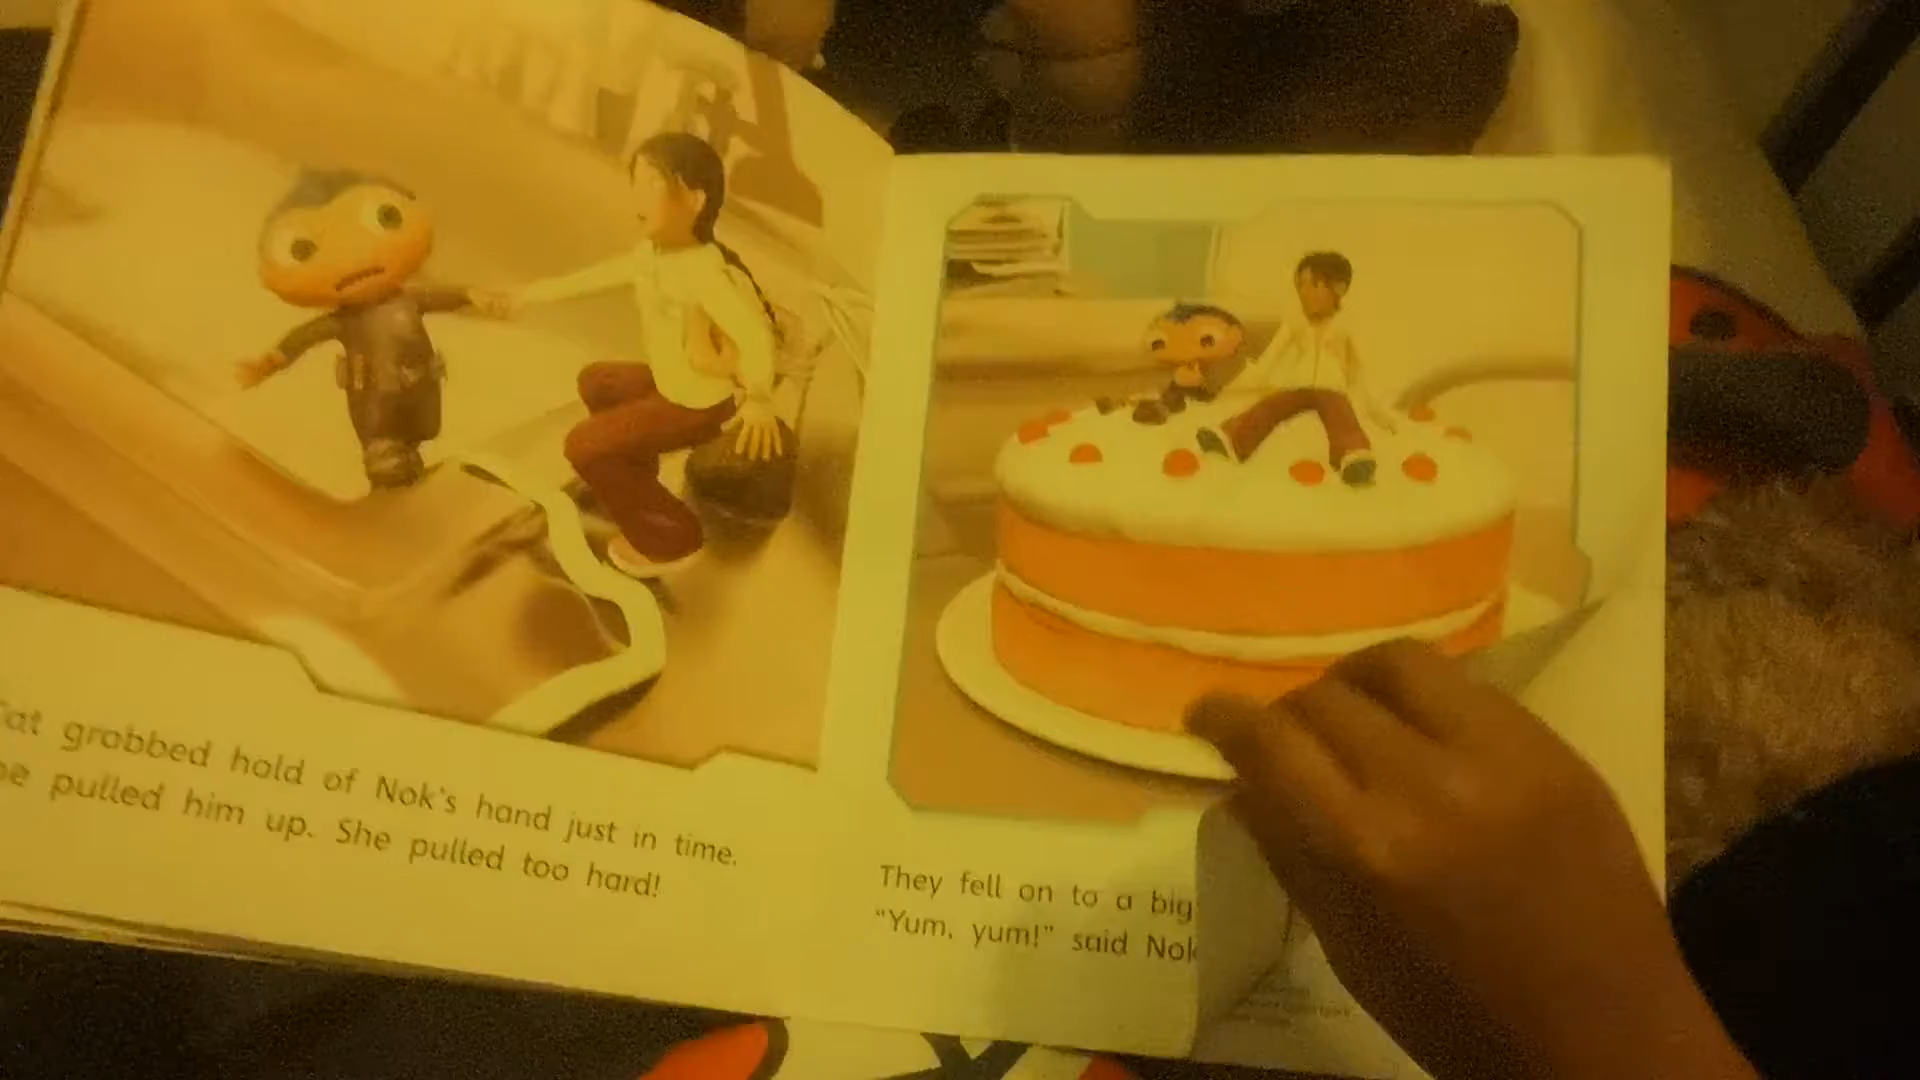 Cat grabbed hold of Nok's hand just in time.
pulled him up. She pulled too hard!
They fell on to a big
"Yum, yum!" said Nok